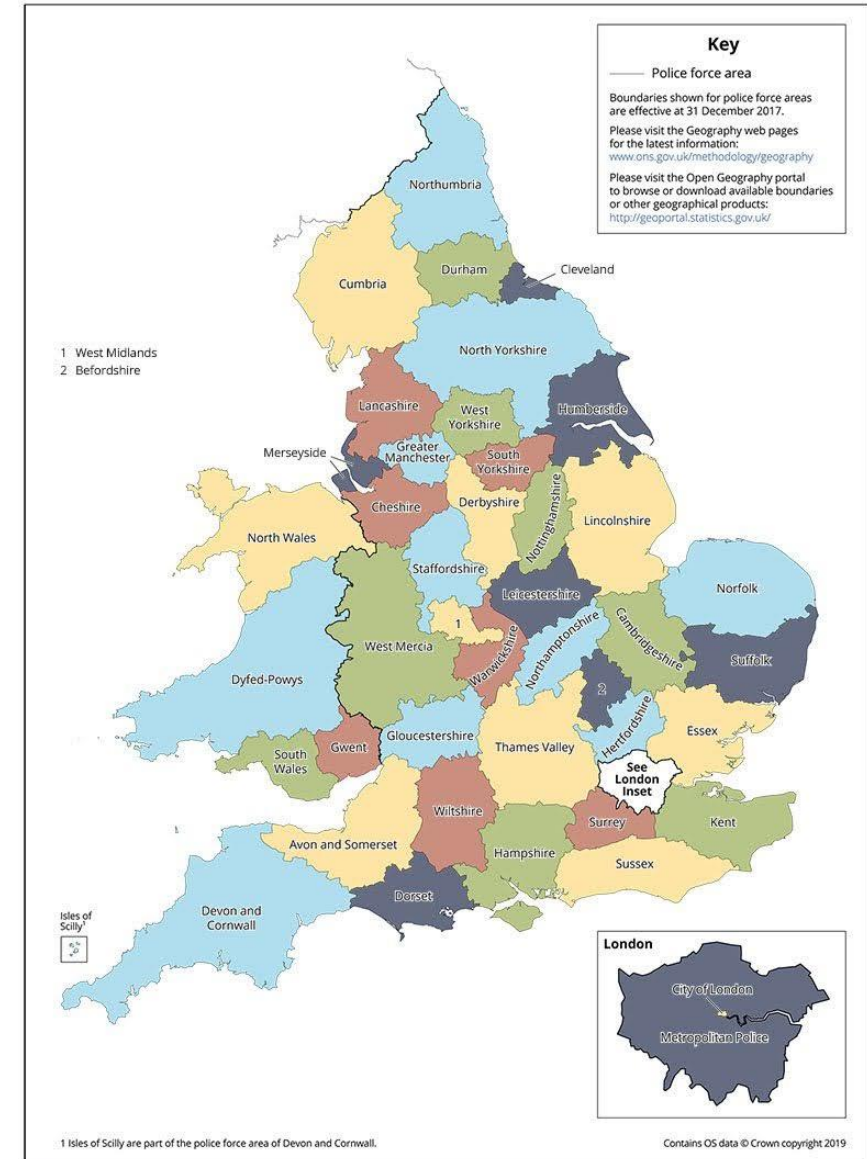 Key
Police force area
Boundaries shown for police force areas
are effective at 31 December 2017.
Please visit the Geography web pages
for the latest information:
www.ons.gov.uk/methodology/geography
Please visit the Open Geography portal
to browse or download available boundaries
or other geographical products:
http://geoportal.statistics.gov.uk/
Northumbria
Durham
Cleveland
Cumbria
North Yorkshire
1 West Midlands
2 Befordshire
Lancashire
West
Yorkshire
Humberside
Merseyside
Greater
Manchester
South
Yorkshire
Cheshire
Derbyshire
Nottinghamshire
Lincolnshire
North Wales
Staffordshire
Leicestershire
Norfolk
1
West Mercia
Warwickshire
Northamptonshire
Cambridgeshire
Suffolk
Dyfed-Powys
2
Hertfordshire
Gloucestershire
Gwent
South
Wales
Thames Valley
Essex
See
London
Inset
Wiltshire
Surrey
Kent
Avon and Somerset
Hampshire
Sussex
Dorset
Devon and
Cornwall
Isles of
Scilly¹
London
City of London
Metropolitan Police
1 Isles of Scilly are part of the police force area of Devon and Cornwall.
Contains OS data © Crown copyright 2019